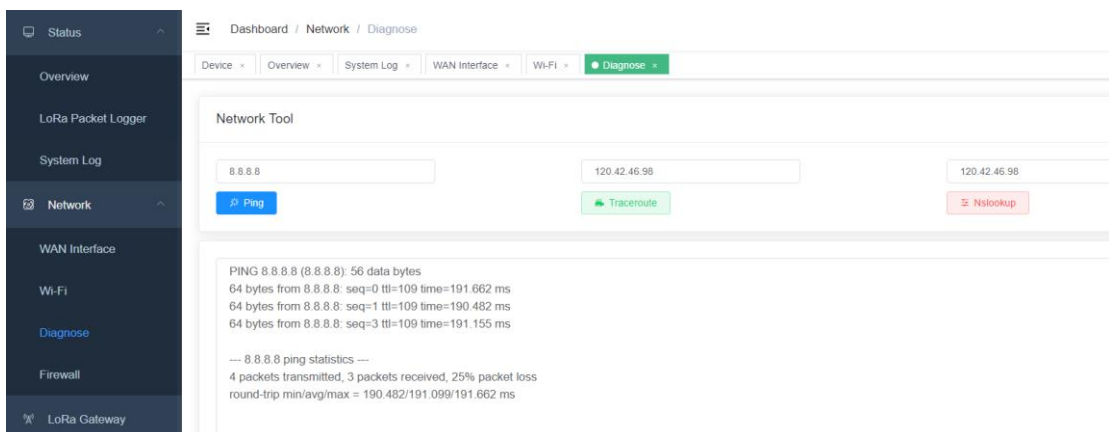 Status
Overview
LoRa Packet Logger
System Log
Network
WAN Interface
Wi-Fi
Diagnose
Firewall
LoRa Gateway
Dashboard / Network / Diagnose
Device × Overview × System Log × WAN Interface × Wi-Fi × Diagnose ×
Network Tool
8.8.8.8 120.42.46.98 120.42.46.98
Ping Traceroute Nslookup
PING 8.8.8.8 (8.8.8.8): 56 data bytes
64 bytes from 8.8.8.8: seq=0 ttl=109 time=191.662 ms
64 bytes from 8.8.8.8: seq=1 ttl=109 time=190.482 ms
64 bytes from 8.8.8.8: seq=3 ttl=109 time=191.155 ms
--- 8.8.8.8 ping statistics ---
4 packets transmitted, 3 packets received, 25% packet loss
round-trip min/avg/max = 190.482/191.099/191.662 ms